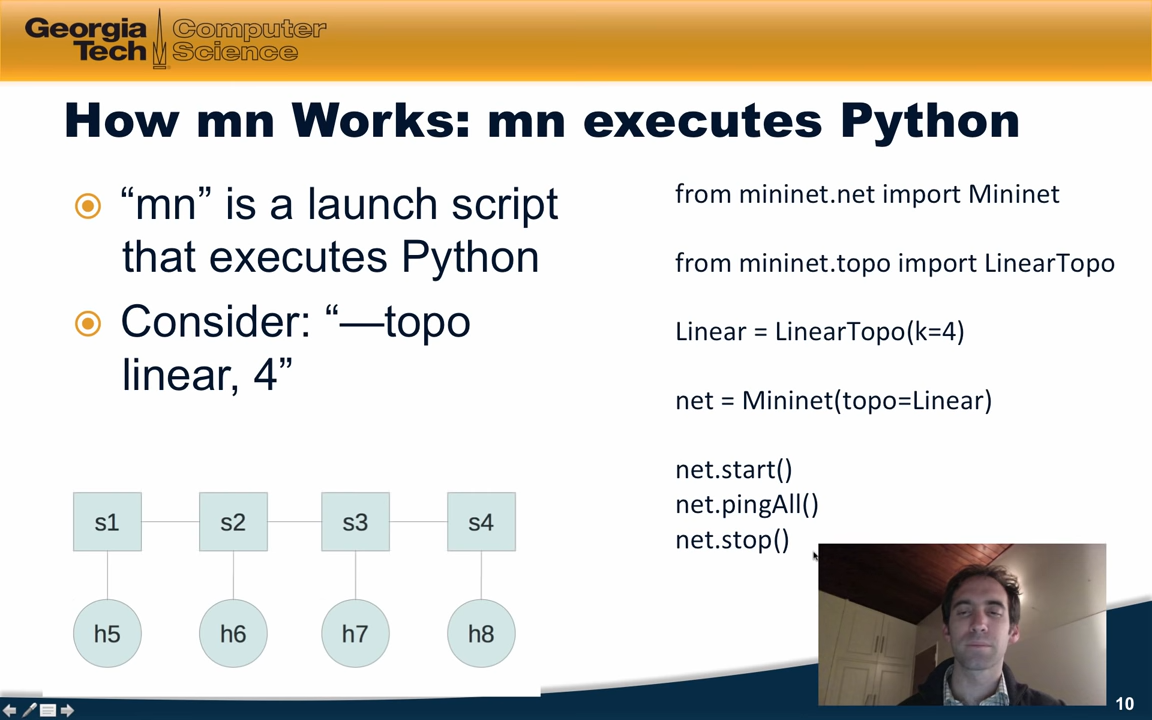 Georgia Tech
Computer Science
How mn Works: mn executes Python
“mn” is a launch script
that executes Python
Consider: “—topo
linear, 4”
from mininet.net import Mininet
from mininet.topo import LinearTopo
Linear = LinearTopo(k=4)
net = Mininet(topo=Linear)
net.start()
net.pingAll()
net.stop()
s1 s2 s3 s4
h5 h6 h7 h8
10